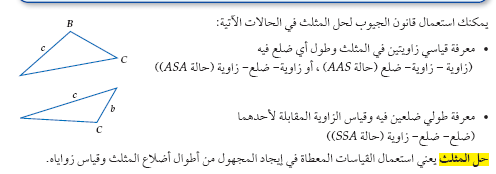 يمكنك استعمال قانون الجيوب لحل المثلث في الحالات الآتية:
• معرفة قياسي زاويتين في المثلث وطول أي ضلع فيه
(زاوية – زاوية– ضلع (حالة AAS) ، أو زاوية– ضلع– زاوية (حالة ASA))
B
c
C
• معرفة طولي ضلعين فيه وقياس الزاوية المقابلة لأحدهما
(ضلع– ضلع– زاوية (حالة SSA))
c
b
C
حل المثلث يعني استعمال القياسات المعطاة في إيجاد المجهول من أطوال أضلاع المثلث وقياس زواياه.